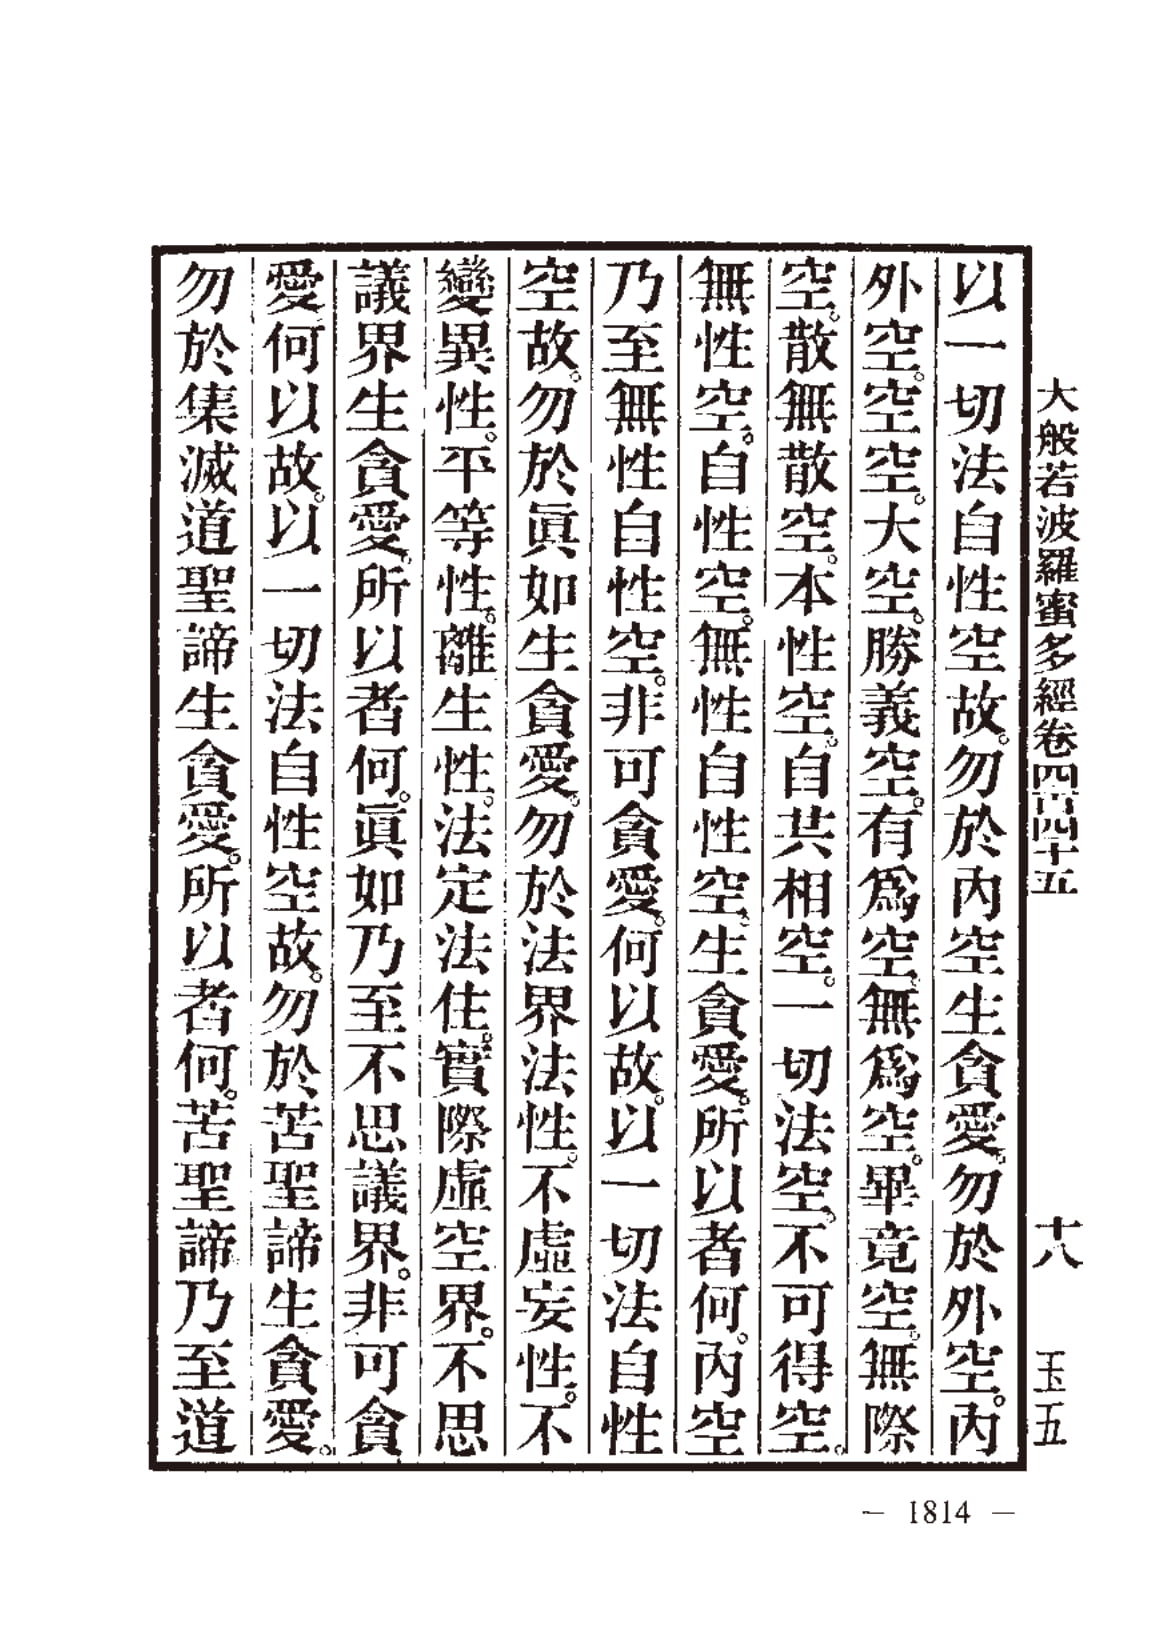 大般若波羅蜜多經卷四百四十五　十八　玉五
以一切法自性空故。勿於內空生貪愛。勿於外空。內
外空。空空。大空。勝義空。有爲空。無爲空。畢竟空。無際
空。散無散空。本性空。自共相空。一切法空。不可得空。
無性空。自性空。無性自性空生貪愛。所以者何。內空
乃至無性自性空。非可貪愛。何以故。以一切法自性
空故。勿於眞如生貪愛。勿於法界法性。不虛妄性。不
變異性。平等性。離生性。法定法住。實際虛空界。不思
議界生貪愛。所以者何。眞如乃至不思議界。非可貪
愛何以故。以一切法自性空故。勿於苦聖諦生貪愛。
勿於集滅道聖諦生貪愛。所以者何。苦聖諦乃至道
— 1814 —